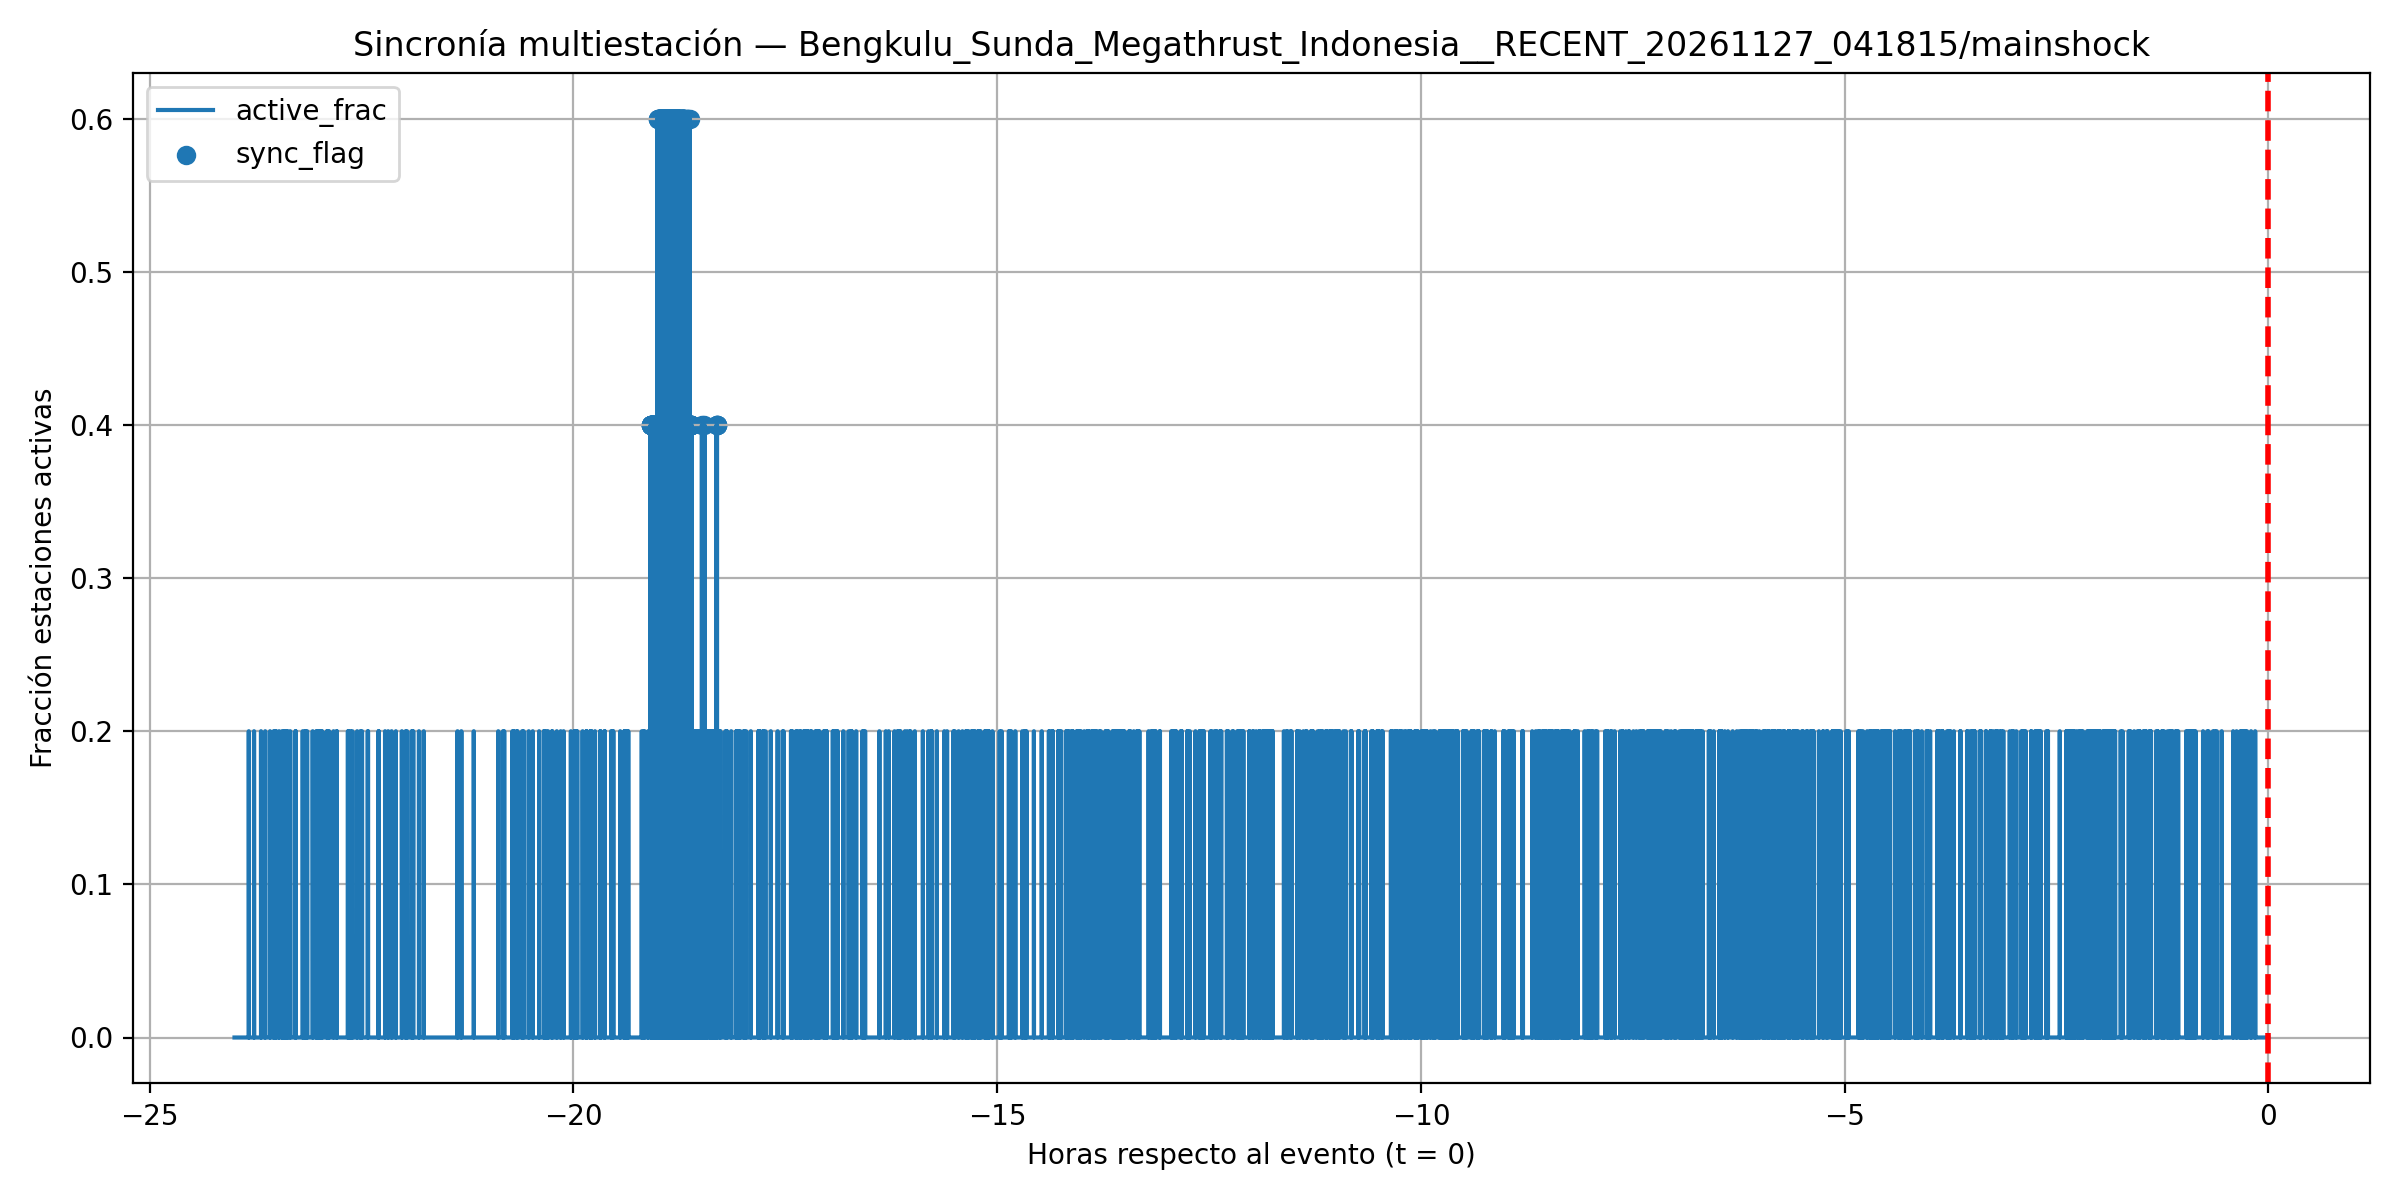 Sincronía multiestación — Bengkulu_Sunda_Megathrust_Indonesia__RECENT_20261127_041815/mainshock
active_frac
sync_flag
Fracción estaciones activas
0.6
0.5
0.4
0.3
0.2
0.1
0.0
−25 −20 −15 −10 −5 0
Horas respecto al evento (t = 0)